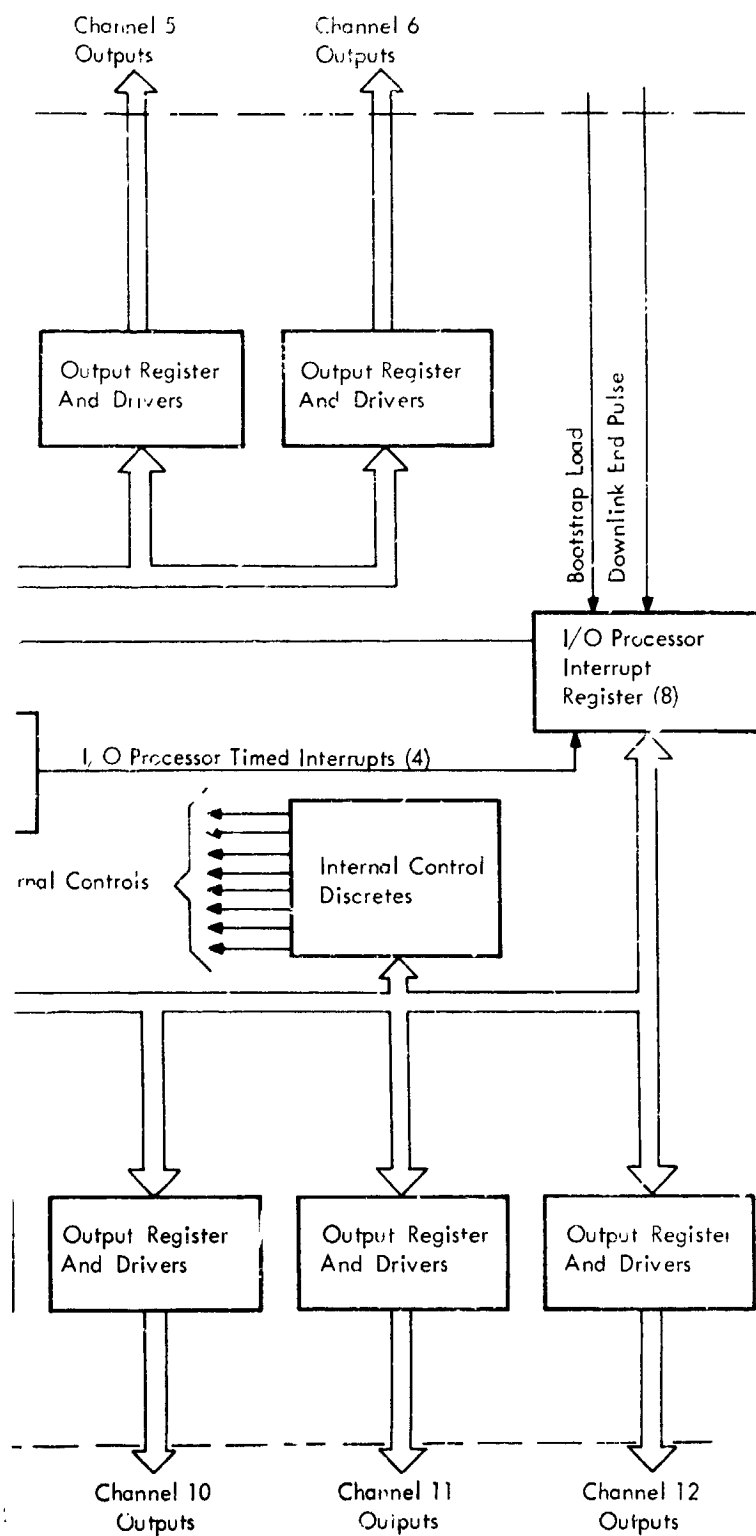 Channel 5
Outputs
Channel 6
Outputs
Output Register
And Drivers
Output Register
And Drivers
Bootstrap Load
Downlink End Pulse
I/O Processor
Interrupt
Register (8)
I/O Processor Timed Interrupts (4)
rnal Controls
Internal Control
Discretes
Output Register
And Drivers
Output Register
And Drivers
Output Register
And Drivers
Channel 10
Outputs
Channel 11
Outputs
Channel 12
Outputs